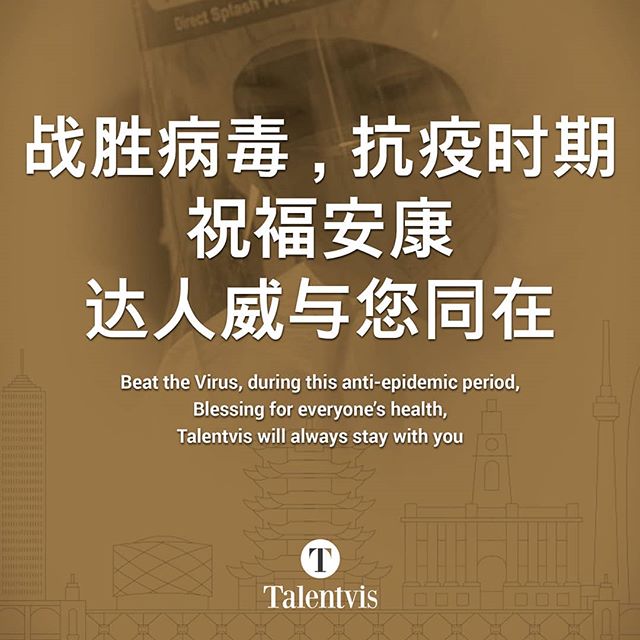 Direct Splash Pro
战胜病毒，抗疫时期
祝福安康
达人威与您同在
Beat the Virus, during this anti-epidemic period,
Blessing for everyone's health,
Talentvis will always stay with you
T
Talentvis